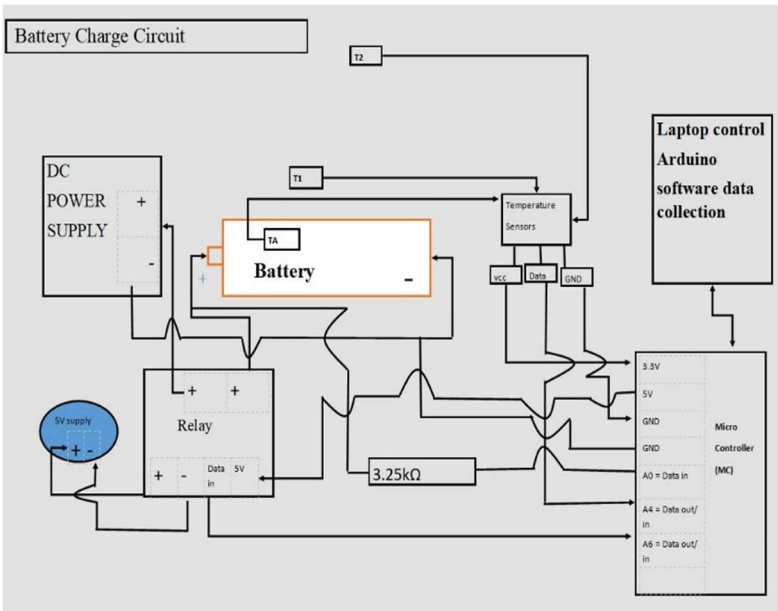 Battery Charge Circuit
T2
Laptop control
Arduino
software data
collection
DC
POWER
SUPPLY
+
-
T1
Temperature
Sensors
TA
Battery
+
-
vcc
Data
GND
3.3V
5V
GND
GND
A0 = Data in
A4 = Data out/
in
A6 = Data out/
in
Micro
Controller
(MC)
+
+
Relay
+
-
Data
in
5V
5V supply
+
-
3.25kΩ